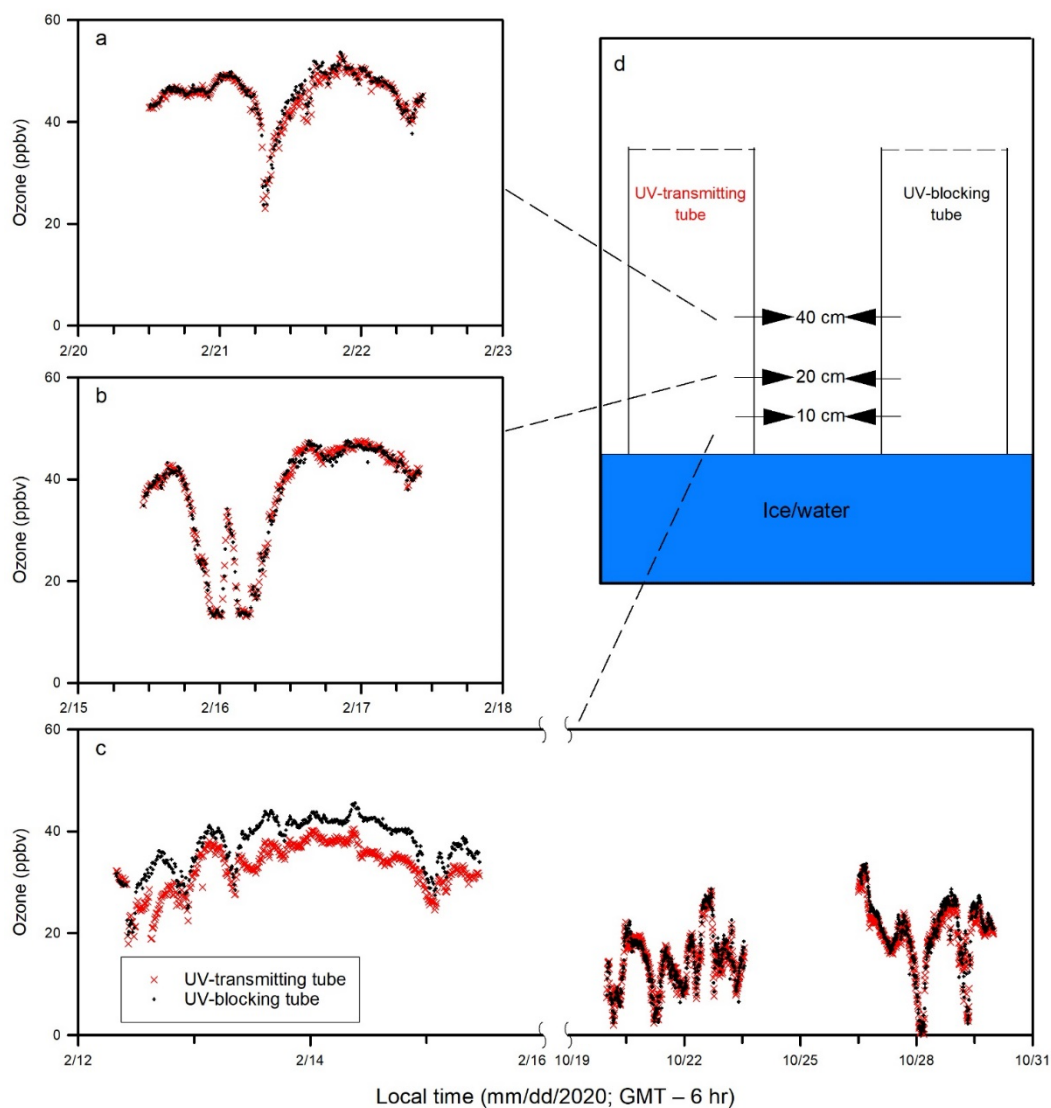 a
60
40
20
0
Ozone (ppbv)
2/20
2/21
2/22
2/23
b
60
40
20
0
Ozone (ppbv)
2/15
2/16
2/17
2/18
d
UV-transmitting
tube
UV-blocking
tube
40 cm
20 cm
10 cm
Ice/water
c
60
40
20
0
Ozone (ppbv)
UV-transmitting tube
UV-blocking tube
2/12
2/14
2/16
10/19
10/22
10/25
10/28
10/31
Local time (mm/dd/2020; GMT – 6 hr)